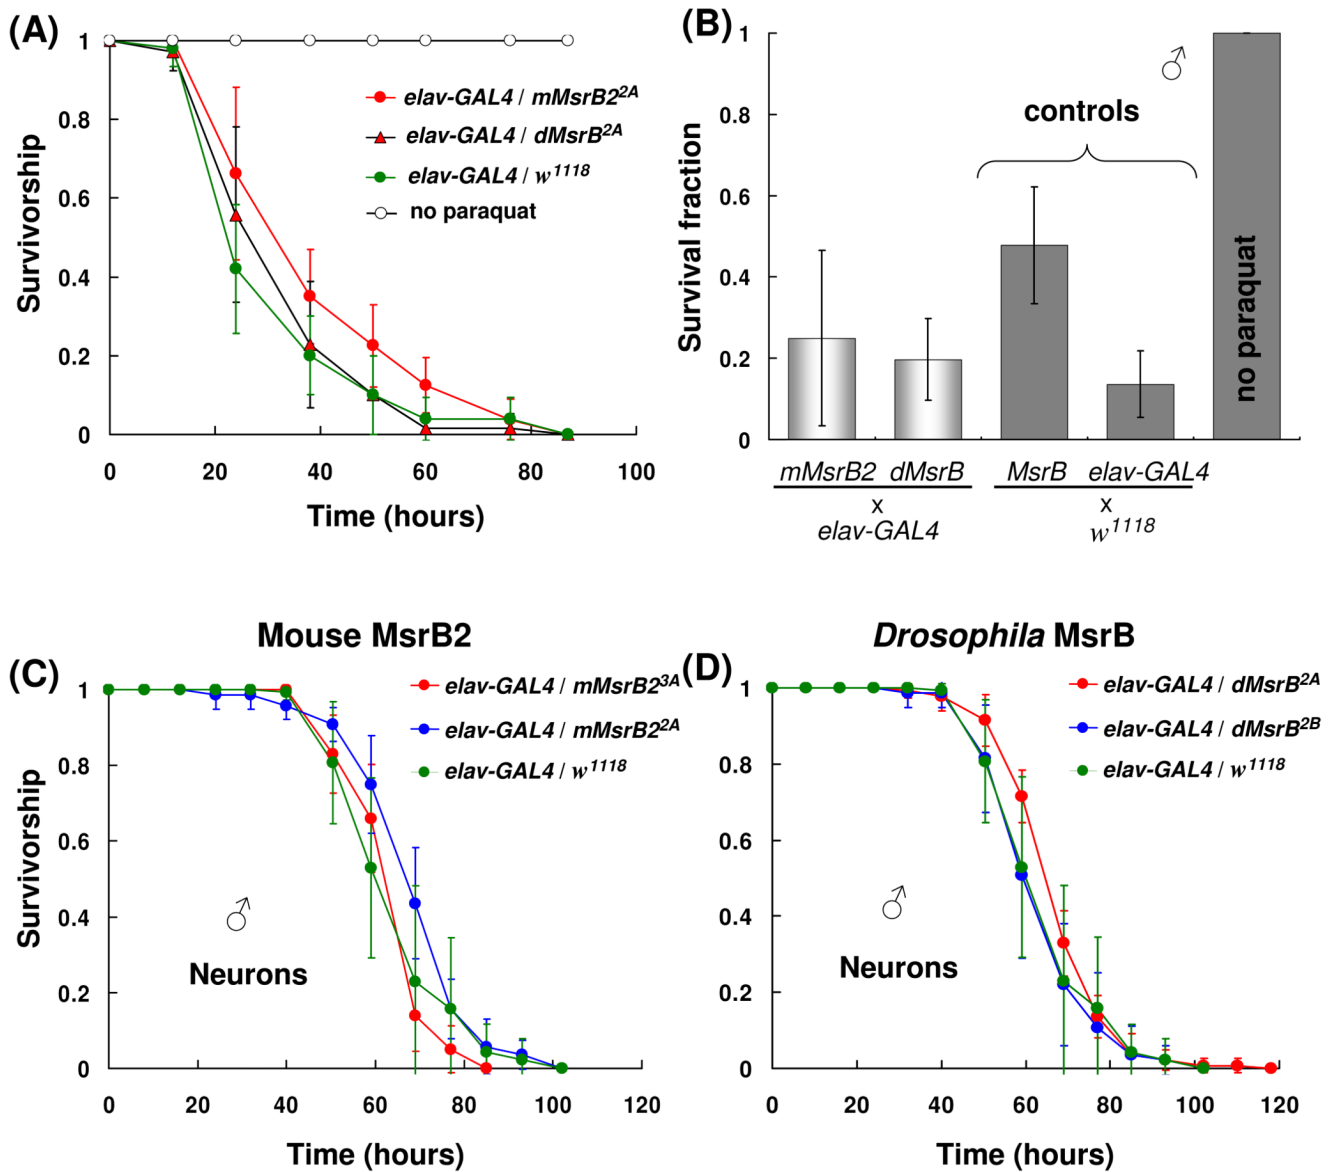 (A)
Survivorship
1
0.8
0.6
0.4
0.2
0
0 20 40 60 80 100
Time (hours)
elav-GAL4 / mMsrB2^2A
elav-GAL4 / dMsrB^2A
elav-GAL4 / w^1118
no paraquat
(B)
Survival fraction
1
0.8
0.6
0.4
0.2
0
♂
controls
no paraquat
mMsrB2 dMsrB MsrB elav-GAL4
x x
elav-GAL4 w^1118
Mouse MsrB2
(C)
Survivorship
1
0.8
0.6
0.4
0.2
0
0 20 40 60 80 100 120
Time (hours)
elav-GAL4 / mMsrB2^3A
elav-GAL4 / mMsrB2^2A
elav-GAL4 / w^1118
♂
Neurons
Drosophila MsrB
(D)
1
0.8
0.6
0.4
0.2
0
0 20 40 60 80 100 120
Time (hours)
elav-GAL4 / dMsrB^2A
elav-GAL4 / dMsrB^2B
elav-GAL4 / w^1118
♂
Neurons